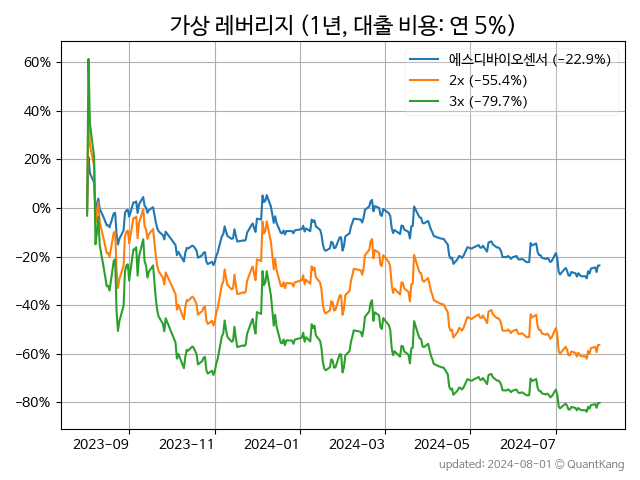 가상 레버리지 (1년, 대출 비용: 연 5%)
에스디바이오센서 (−22.9%)
2x (−55.4%)
3x (−79.7%)
60%
40%
20%
0%
−20%
−40%
−60%
−80%
2023-09 2023-11 2024-01 2024-03 2024-05 2024-07
updated: 2024-08-01 © QuantKang